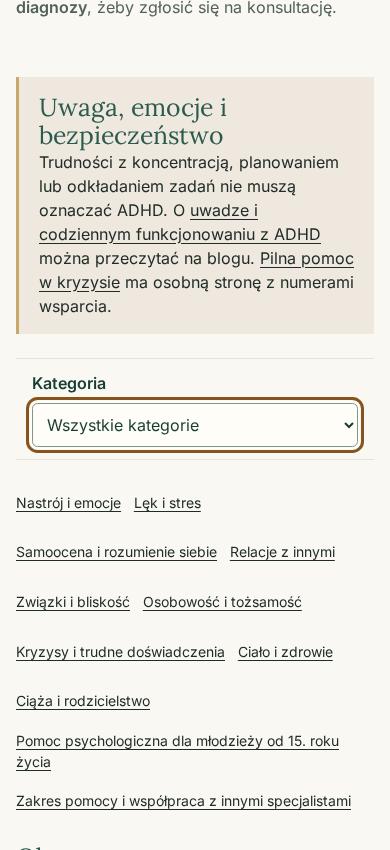 diagnozy, żeby zgłosić się na konsultację.
Uwaga, emocje i
bezpieczeństwo
Trudności z koncentracją, planowaniem
lub odkładaniem zadań nie muszą
oznaczać ADHD. O uwadze i
codziennym funkcjonowaniu z ADHD
można przeczytać na blogu. Pilna pomoc
w kryzysie ma osobną stronę z numerami
wsparcia.
Kategoria
Wszystkie kategorie
Nastrój i emocje Lęk i stres
Samoocena i rozumienie siebie Relacje z innymi
Związki i bliskość Osobowość i tożsamość
Kryzysy i trudne doświadczenia Ciało i zdrowie
Ciąża i rodzicielstwo
Pomoc psychologiczna dla młodzieży od 15. roku
życia
Zakres pomocy i współpraca z innymi specjalistami